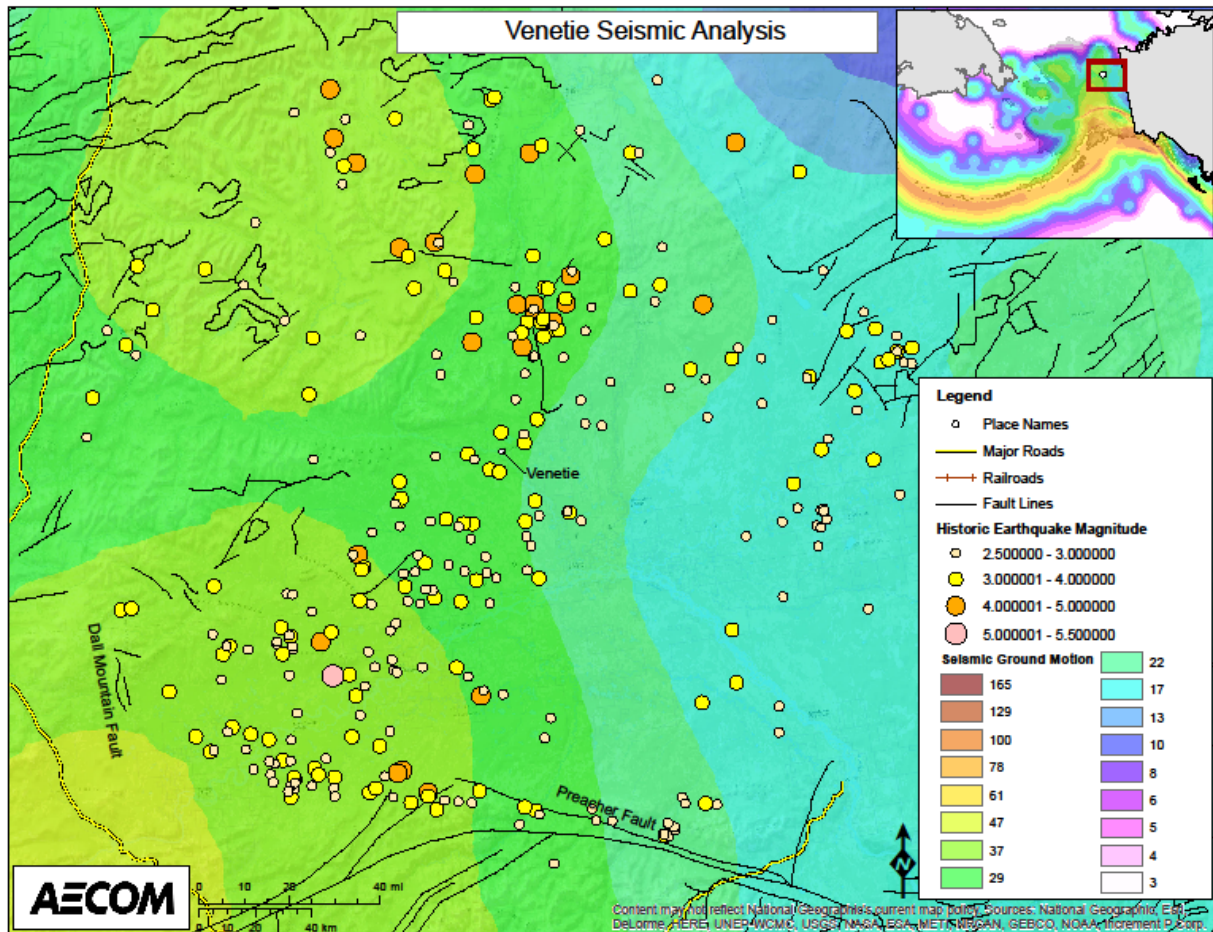 Venetie Seismic Analysis
Venetie
Dall Mountain Fault
Preacher Fault
Legend
Place Names
Major Roads
Railroads
Fault Lines
Historic Earthquake Magnitude
2.500000 - 3.000000
3.000001 - 4.000000
4.000001 - 5.000000
5.000001 - 5.500000
Seismic Ground Motion
165
129
100
78
61
47
37
29
22
17
13
10
8
6
5
4
3
N
AECOM
0 10 20 40 mi
Content may not reflect National Geographic's current map policy. Sources: National Geographic, Esri,
DeLorme, HERE, UNEP-WCMC, USGS, NASA, ESA, METI, NRCAN, GEBCO, NOAA, increment P Corp.